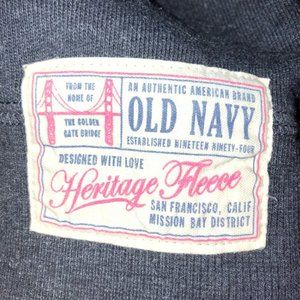 FROM THE
HOME OF
THE GOLDEN
GATE BRIDGE
AN AUTHENTIC AMERICAN BRAND
OLD NAVY
ESTABLISHED NINETEEN NINETY-FOUR
DESIGNED WITH LOVE
Heritage Fleece
SAN FRANCISCO, CALIF
MISSION BAY DISTRICT